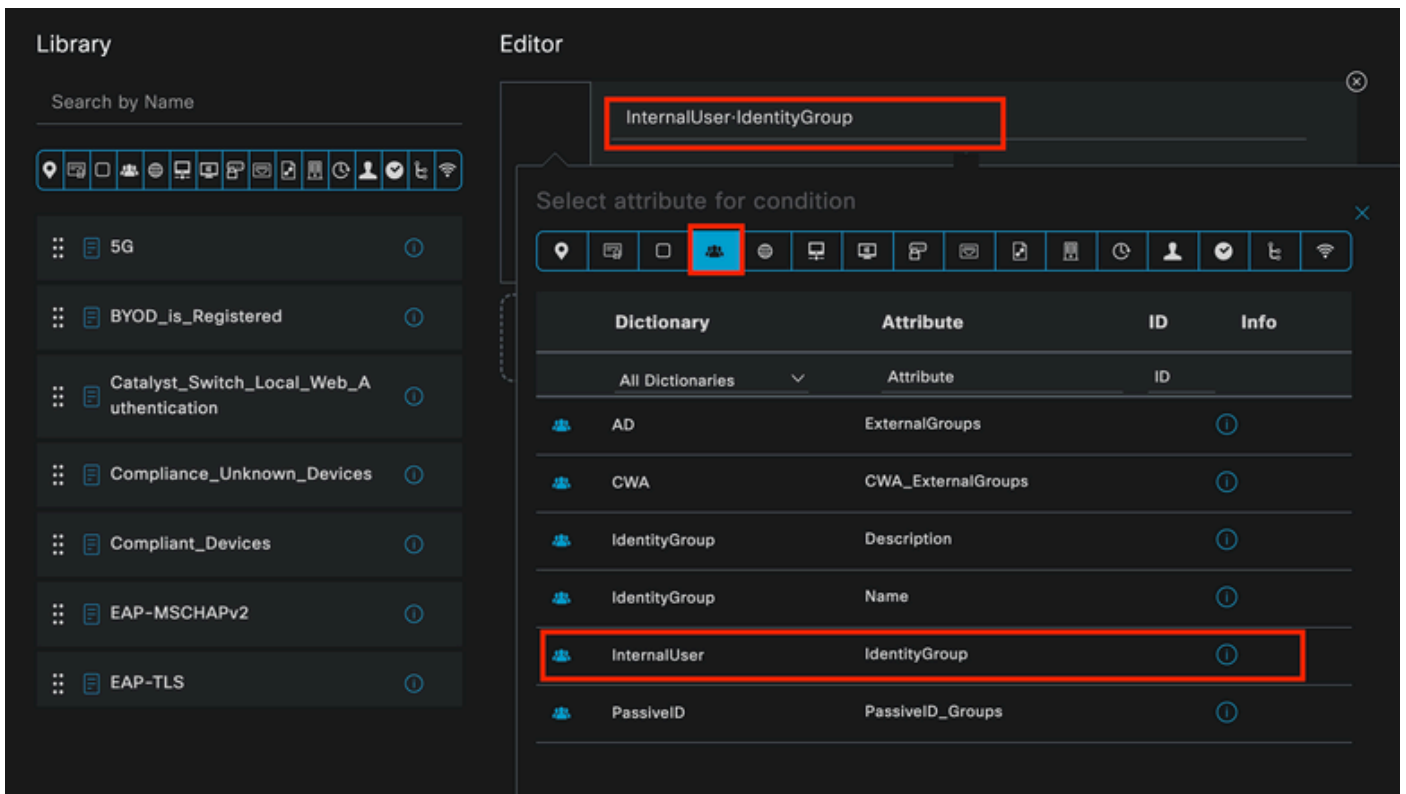 Library
Search by Name
5G
BYOD_is_Registered
Catalyst_Switch_Local_Web_A
uthentication
Compliance_Unknown_Devices
Compliant_Devices
EAP-MSCHAPv2
EAP-TLS
Editor
InternalUser·IdentityGroup
Select attribute for condition
Dictionary Attribute ID Info
All Dictionaries Attribute ID
AD ExternalGroups
CWA CWA_ExternalGroups
IdentityGroup Description
IdentityGroup Name
InternalUser IdentityGroup
PassiveID PassiveID_Groups